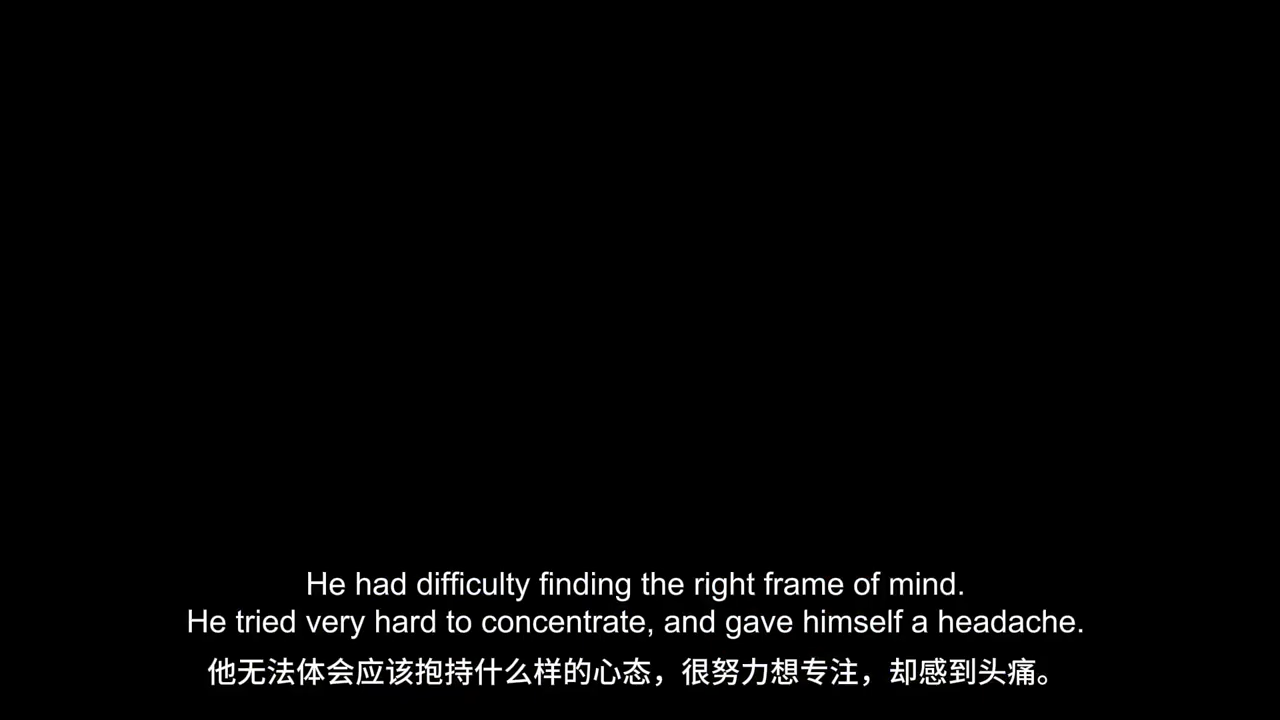 He had difficulty finding the right frame of mind.
He tried very hard to concentrate, and gave himself a headache.
他无法体会应该抱持什么样的心态，很努力想专注，却感到头痛。